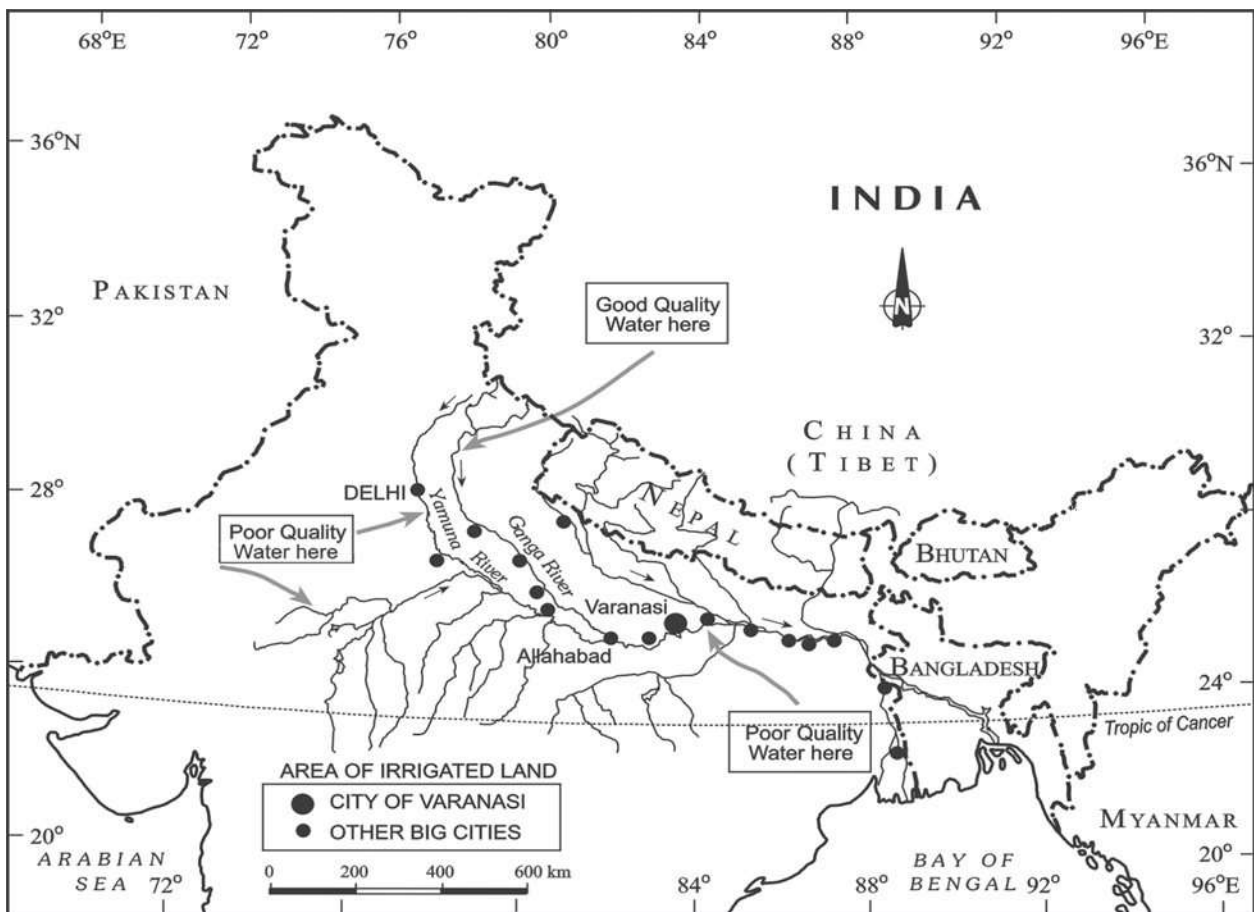 68°E 72° 76° 80° 84° 88° 92° 96°E
36°N
36°N
INDIA
PAKISTAN
Good Quality
Water here
N
32°
32°
CHINA
(TIBET)
28°
DELHI
28°
NEPAL
Yamuna River
Ganga River
Poor Quality
Water here
BHUTAN
Varanasi
Allahabad
BANGLADESH
24°
Tropic of Cancer
Poor Quality
Water here
AREA OF IRRIGATED LAND
CITY OF VARANASI
OTHER BIG CITIES
MYANMAR
20°
20°
ARABIAN
SEA
BAY OF
BENGAL
0 200 400 600 km
72° 84° 88° 92° 96°E